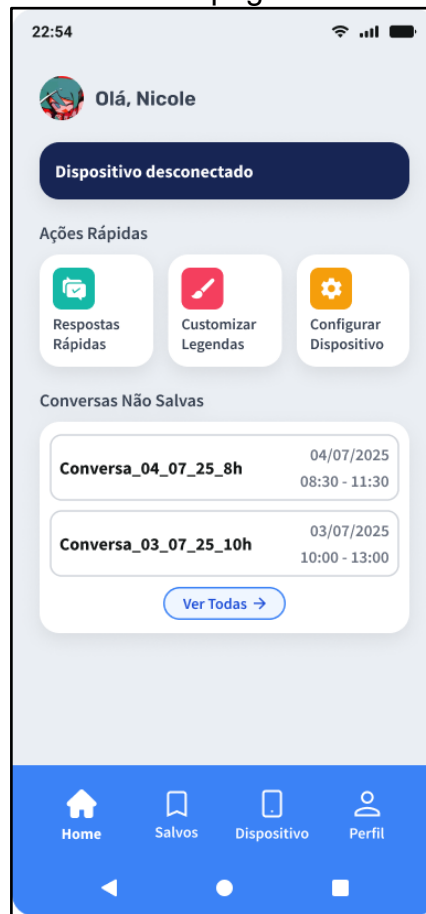 22:54
Olá, Nicole
Dispositivo desconectado
Ações Rápidas
Respostas
Rápidas
Customizar
Legendas
Configurar
Dispositivo
Conversas Não Salvas
Conversa_04_07_25_8h
04/07/2025
08:30 - 11:30
Conversa_03_07_25_10h
03/07/2025
10:00 - 13:00
Ver Todas →
Home
Salvos
Dispositivo
Perfil